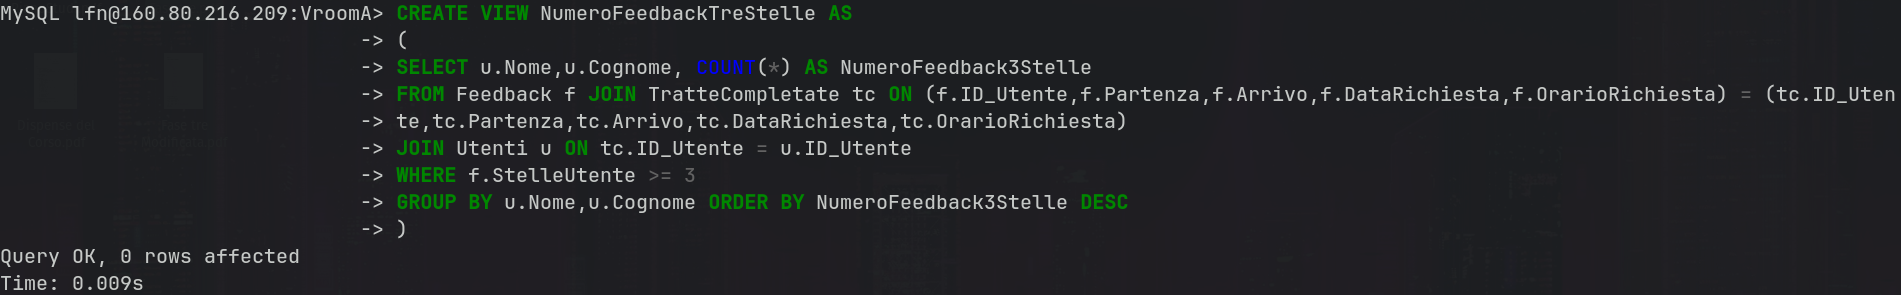 MySQL lfn@160.80.216.209:VroomA> CREATE VIEW NumeroFeedbackTreStelle AS
-> (
-> SELECT u.Nome,u.Cognome, COUNT(*) AS NumeroFeedback3Stelle
-> FROM Feedback f JOIN TratteCompletate tc ON (f.ID_Utente,f.Partenza,f.Arrivo,f.DataRichiesta,f.OrarioRichiesta) = (tc.ID_Uten
-> te,tc.Partenza,tc.Arrivo,tc.DataRichiesta,tc.OrarioRichiesta)
-> JOIN Utenti u ON tc.ID_Utente = u.ID_Utente
-> WHERE f.StelleUtente >= 3
-> GROUP BY u.Nome,u.Cognome ORDER BY NumeroFeedback3Stelle DESC
-> )
Query OK, 0 rows affected
Time: 0.009s